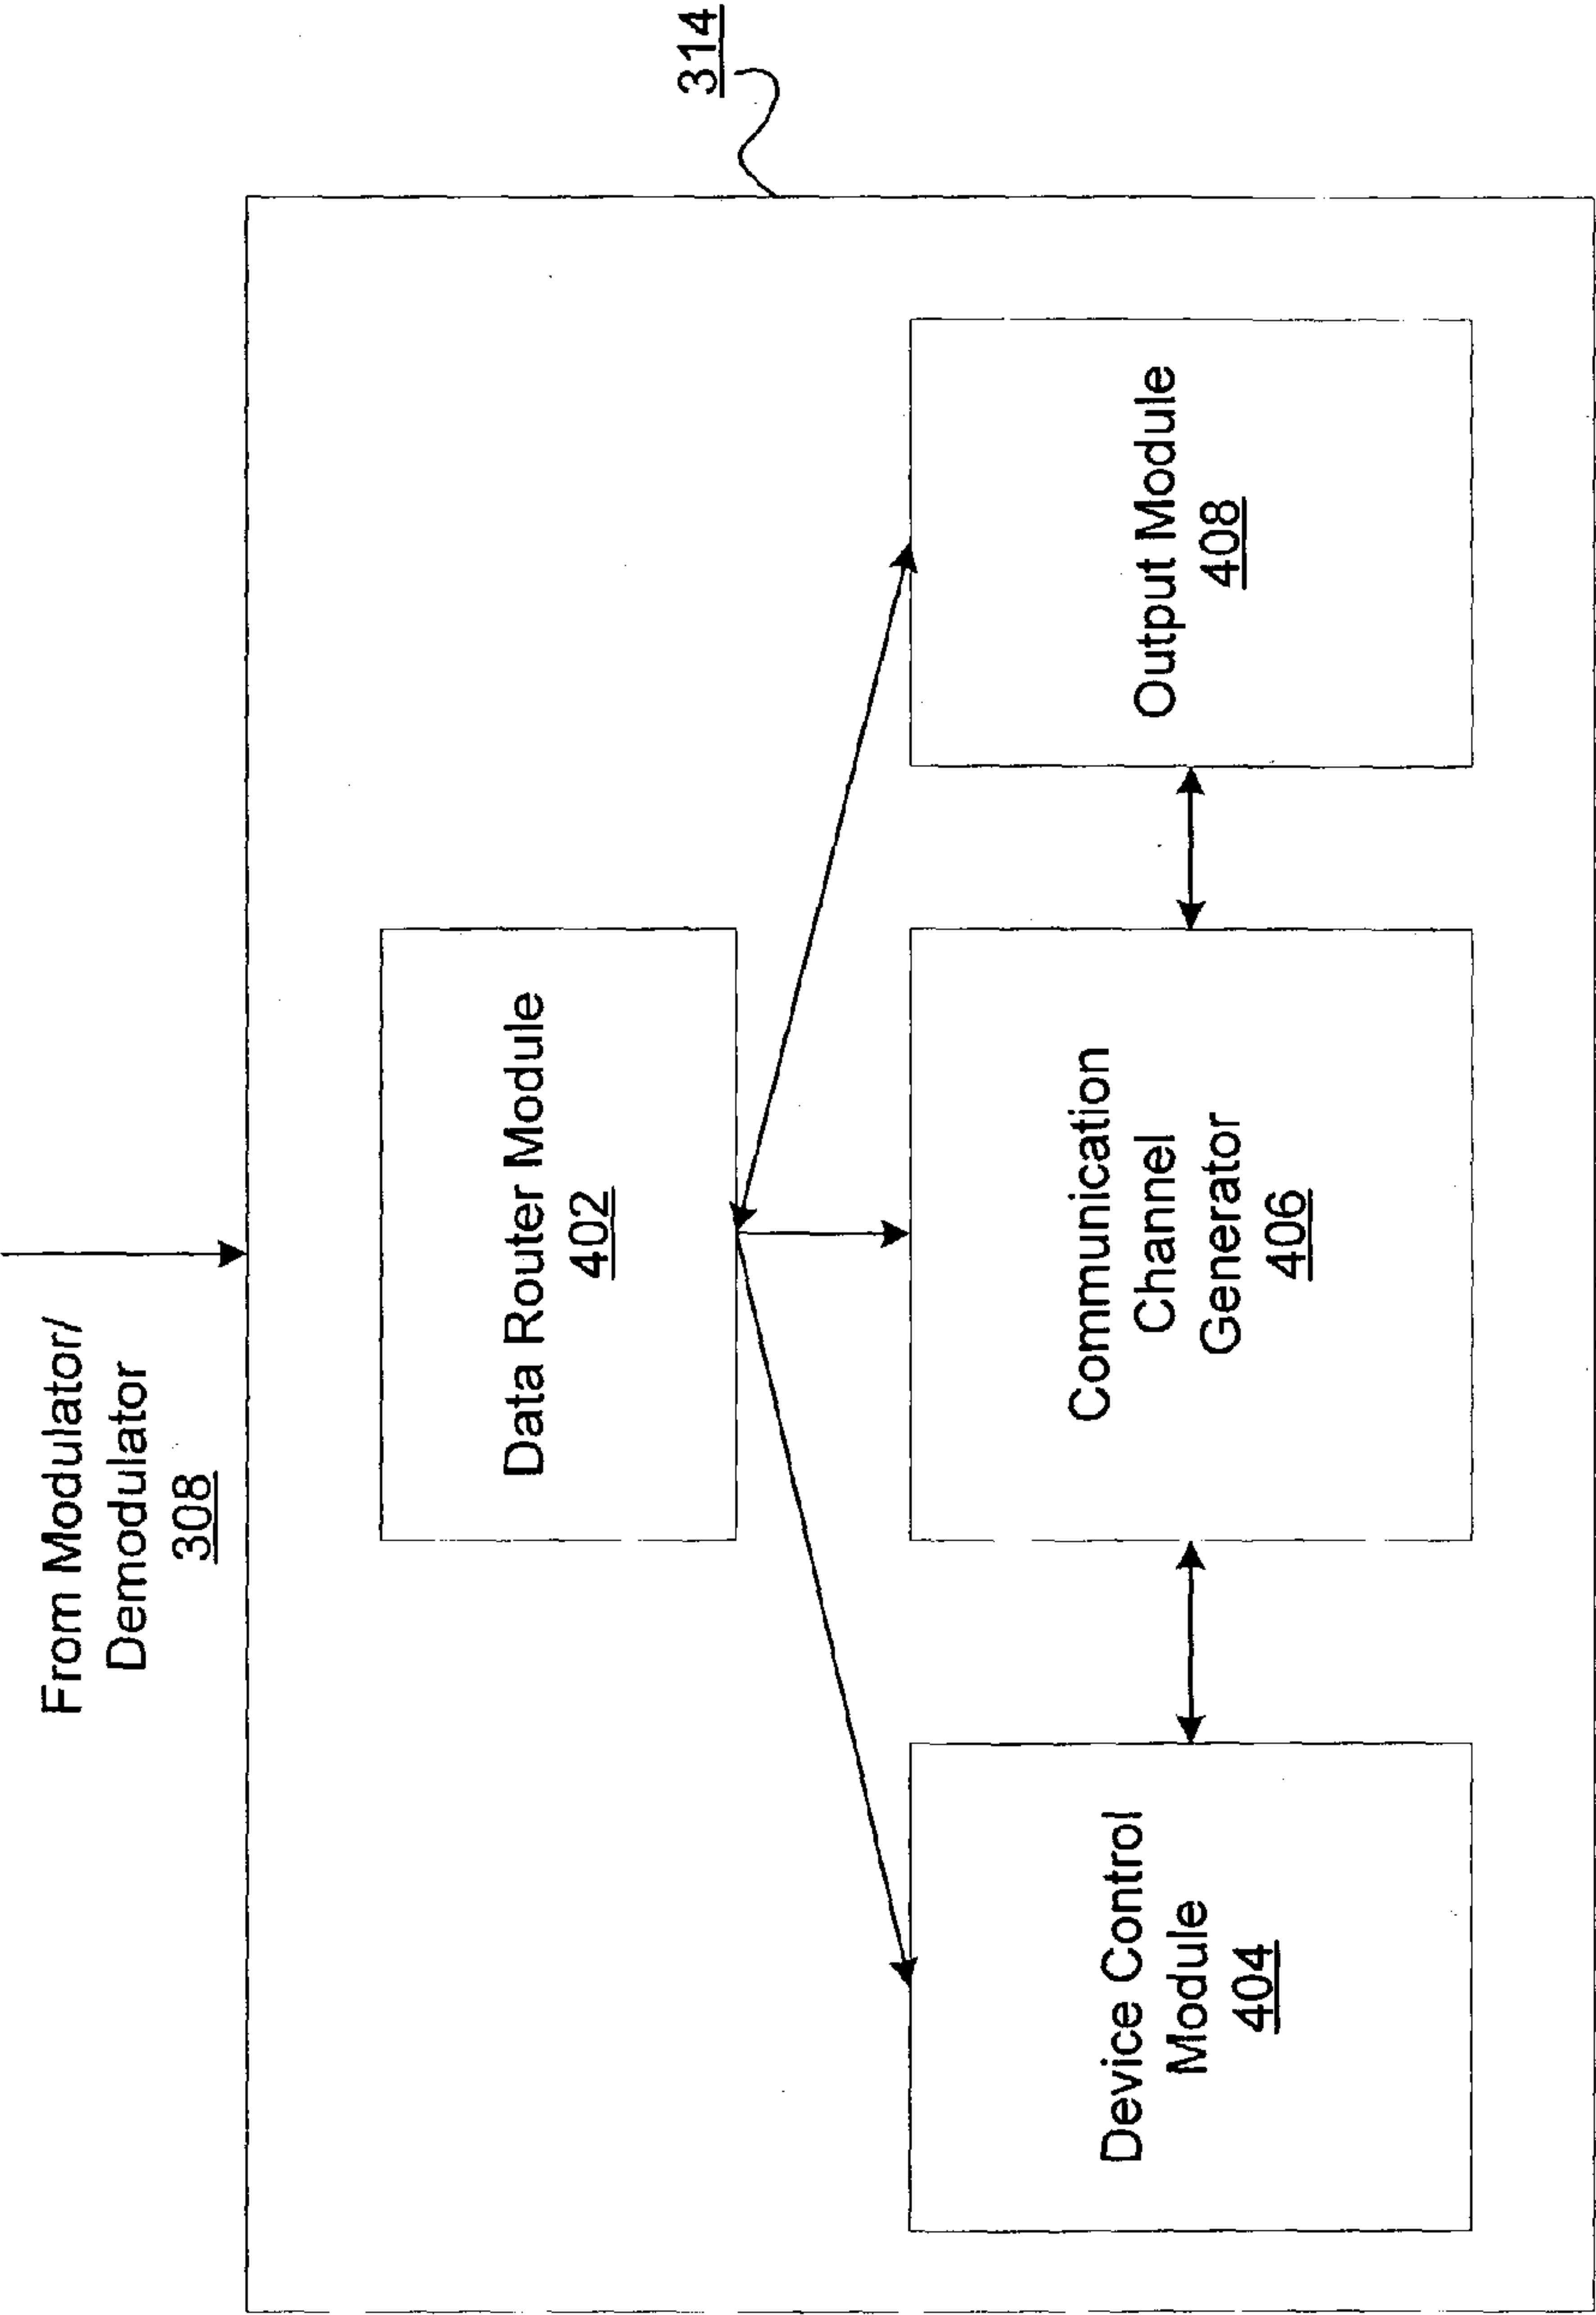 From Modulator/
Demodulator
308
314
Data Router Module
402
Device Control
Module
404
Communication
Channel
Generator
406
Output Module
408